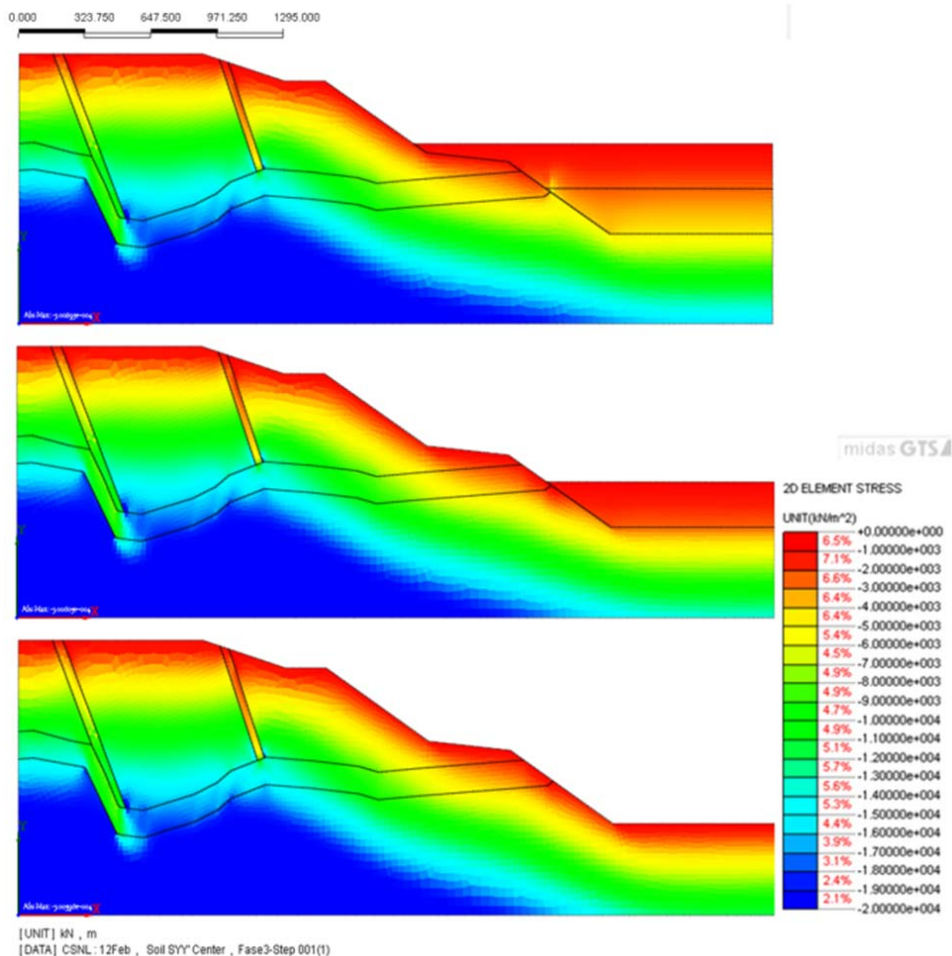 0.000 323.750 647.500 971.250 1295.000
midas GTS
2D ELEMENT STRESS
UNIT(kN/m^2)
+0.00000e+000
6.5%
-1.00000e+003
7.1%
-2.00000e+003
6.6%
-3.00000e+003
6.4%
-4.00000e+003
6.4%
-5.00000e+003
5.4%
-6.00000e+003
4.5%
-7.00000e+003
4.9%
-8.00000e+003
4.9%
-9.00000e+003
4.7%
-1.00000e+004
4.9%
-1.10000e+004
5.1%
-1.20000e+004
5.7%
-1.30000e+004
5.6%
-1.40000e+004
5.3%
-1.50000e+004
4.4%
-1.60000e+004
3.9%
-1.70000e+004
3.1%
-1.80000e+004
2.4%
-1.90000e+004
2.1%
-2.00000e+004
[UNIT] kN , m
[DATA] CSNL : 12Feb , Soil SYY' Center , Fase3-Step 001(1)